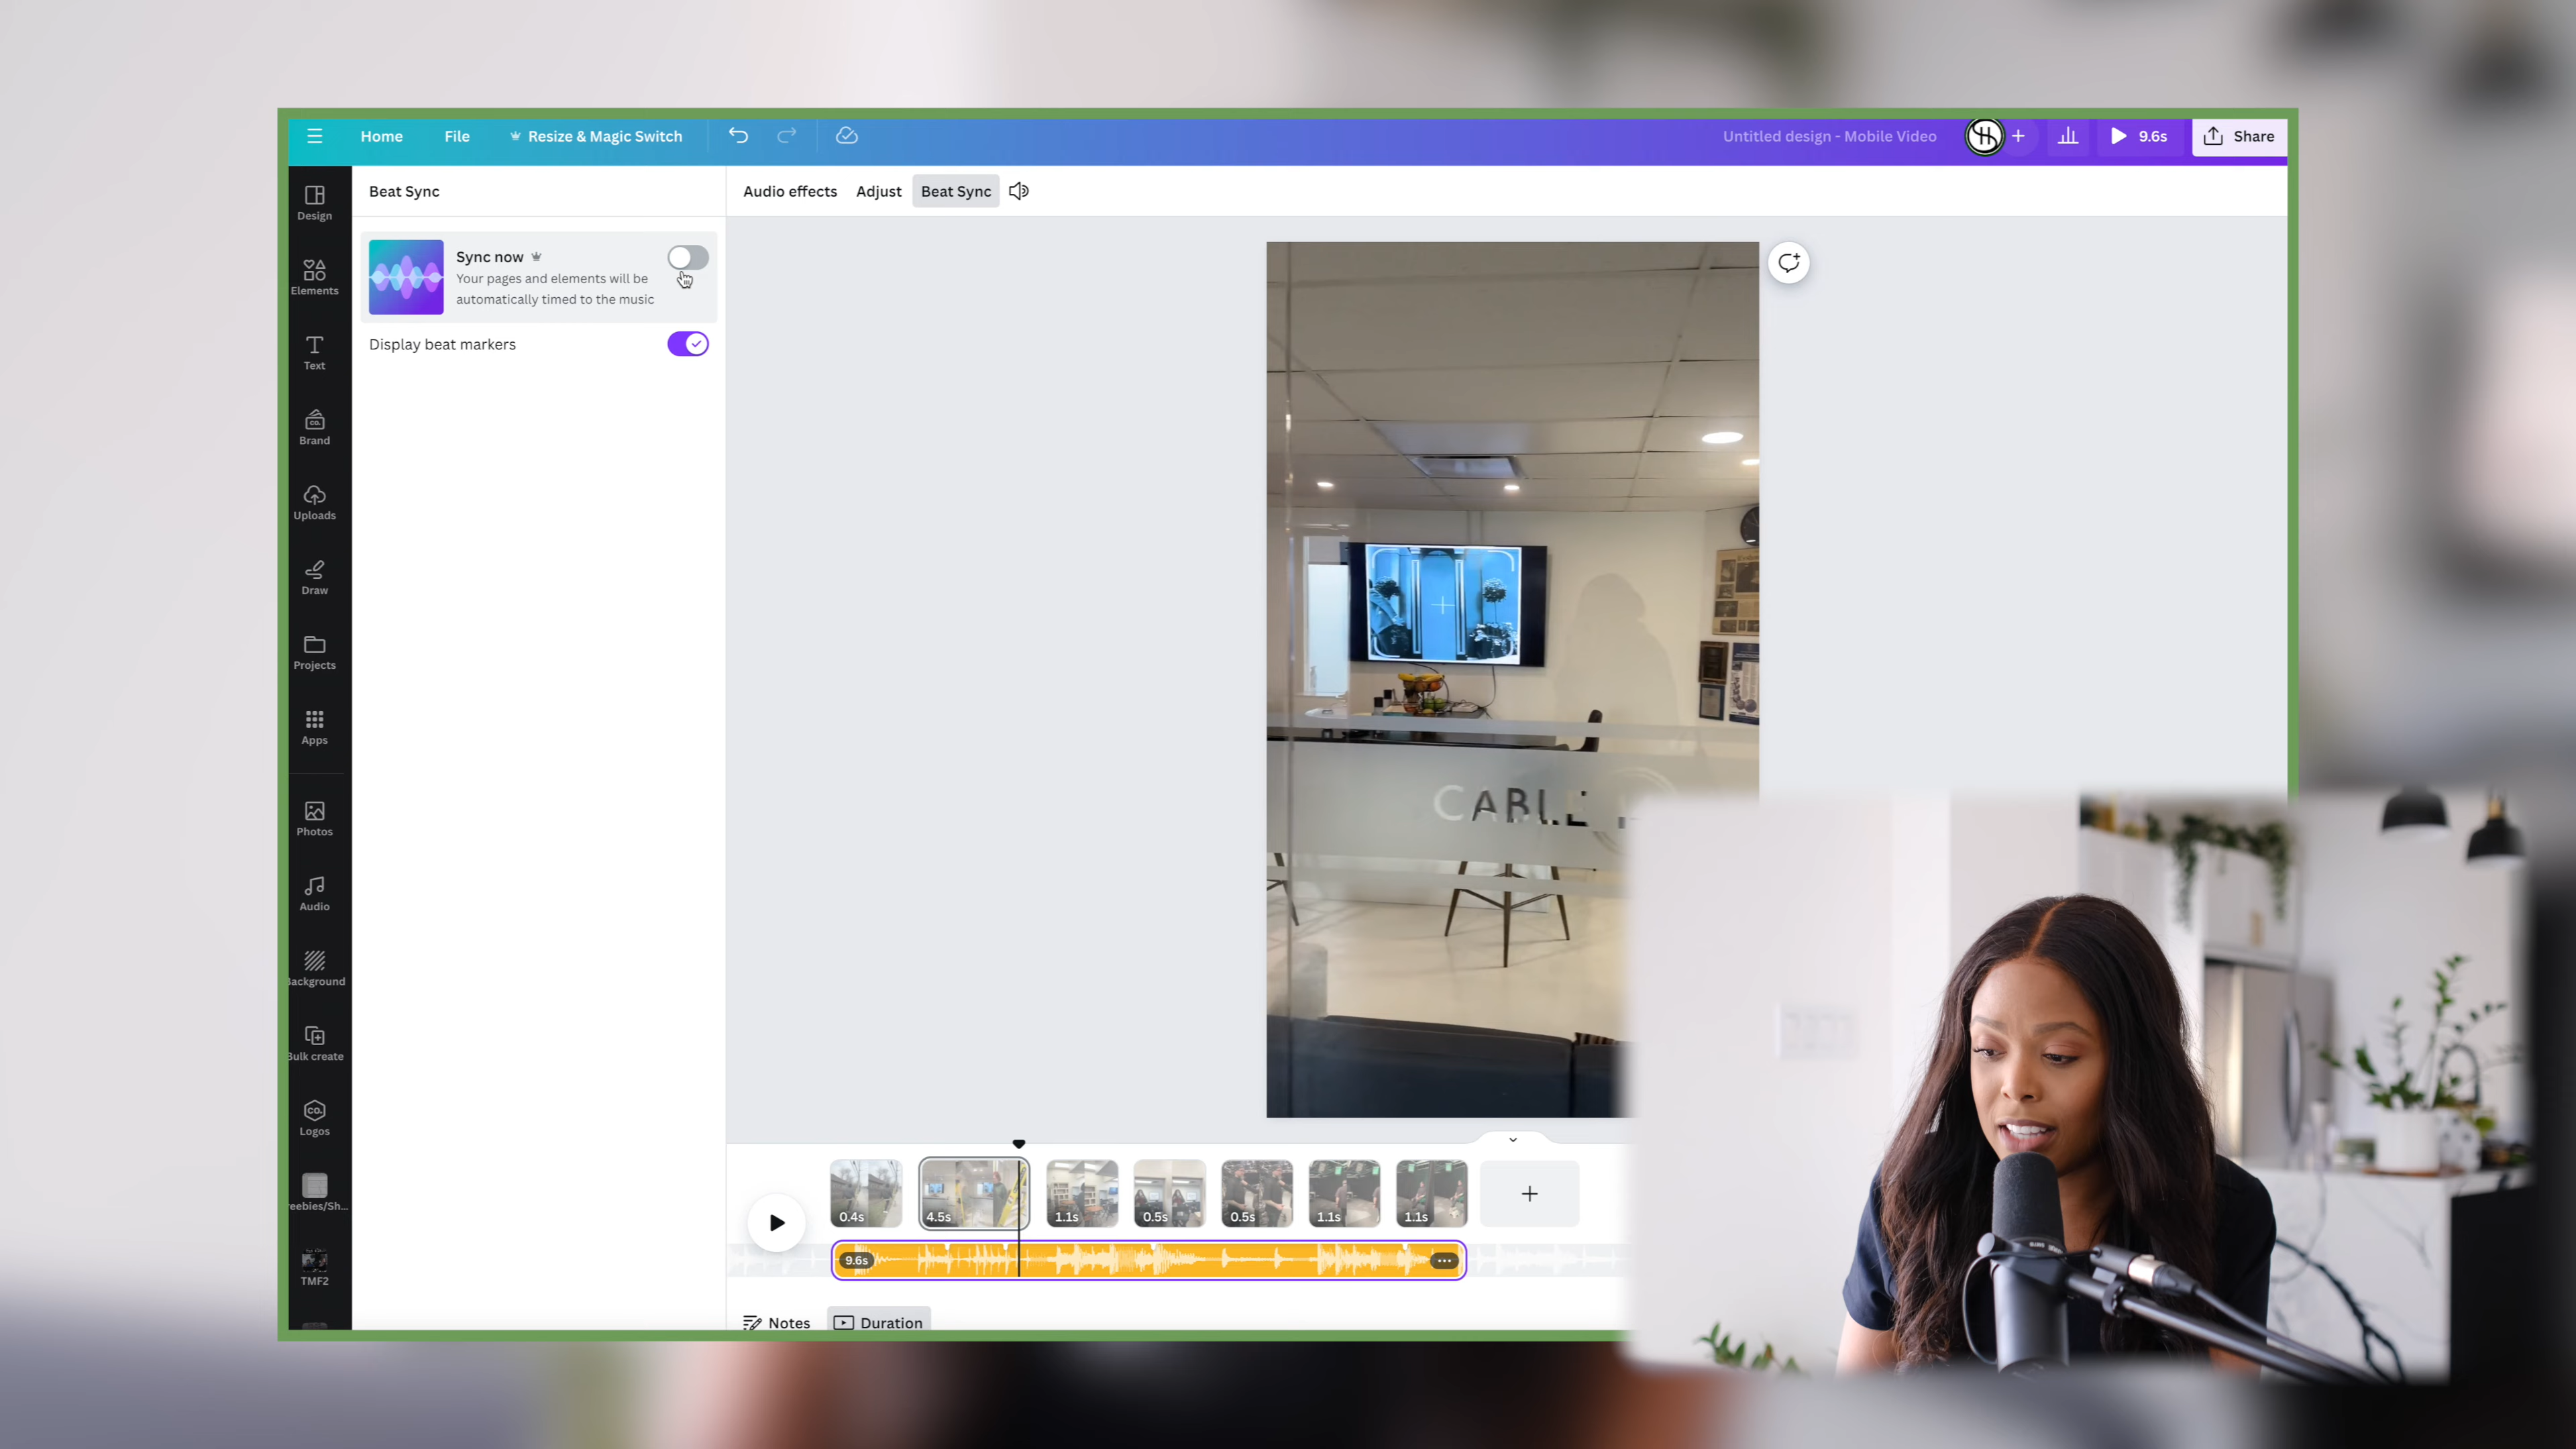 Home File Resize & Magic Switch Untitled design - Mobile Video + 9.6s Share
Design
Elements
Text
Brand
Uploads
Draw
Projects
Apps
Photos
Audio
Background
Bulk create
Logos
eebies/Sh...
TMF2
Beat Sync
Sync now
Your pages and elements will be
automatically timed to the music
Display beat markers
Audio effects Adjust Beat Sync
CABLE
0.4s 4.5s 1.1s 0.5s 0.5s 1.1s 1.1s
9.6s
Notes Duration